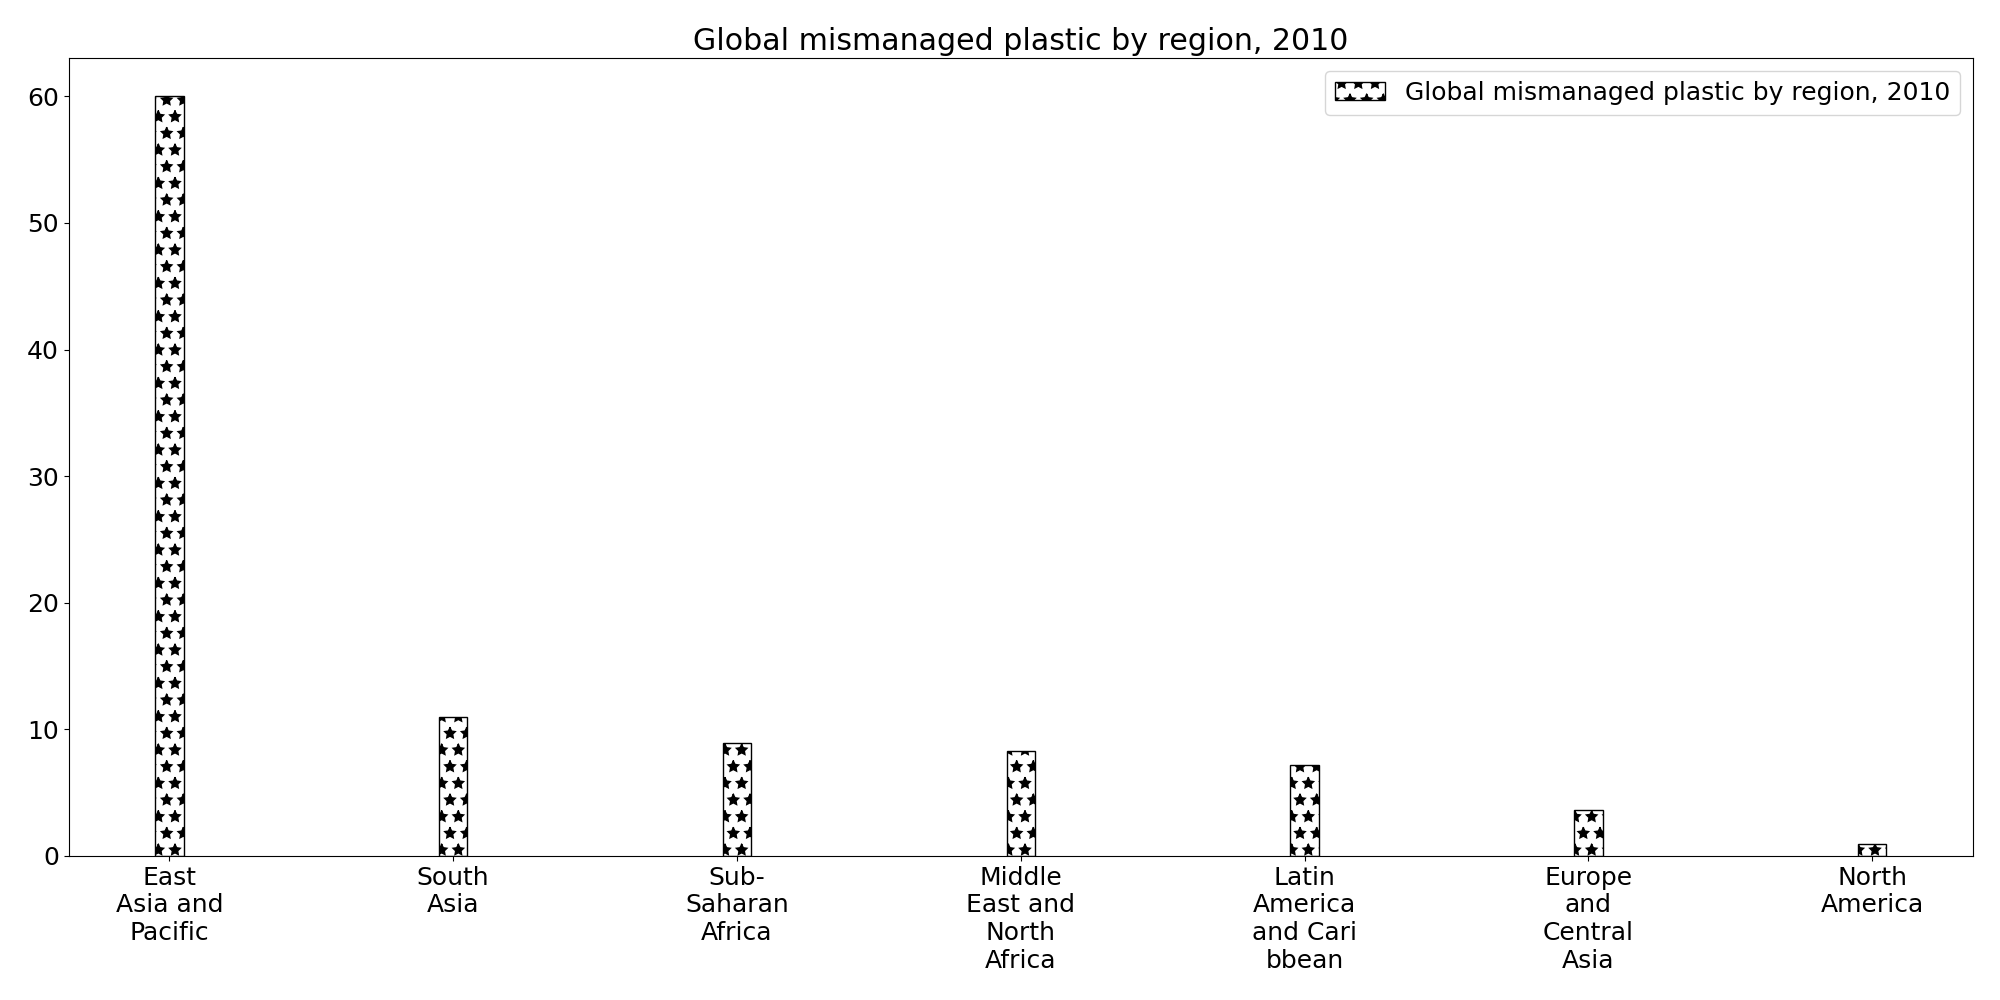 Global mismanaged plastic by region, 2010
Global mismanaged plastic by region, 2010
60
50
40
30
20
10
0
East
Asia and
Pacific
South
Asia
Sub-
Saharan
Africa
Middle
East and
North
Africa
Latin
America
and Cari
bbean
Europe
and
Central
Asia
North
America